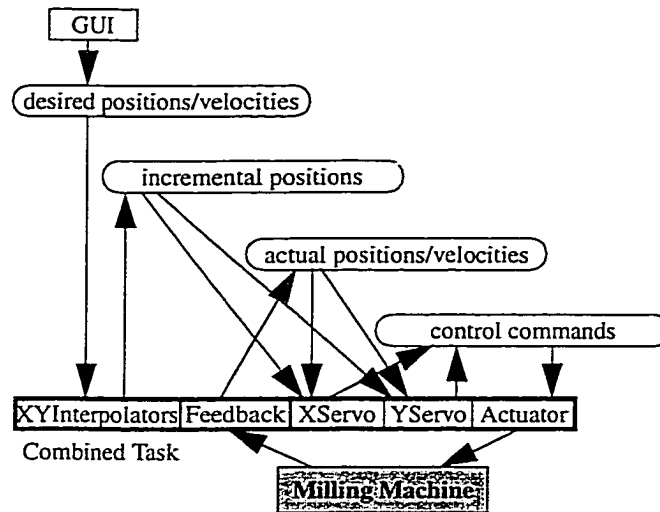 GUI
desired positions/velocities
incremental positions
actual positions/velocities
control commands
XYInterpolators Feedback XServo YServo Actuator
Combined Task
Milling Machine